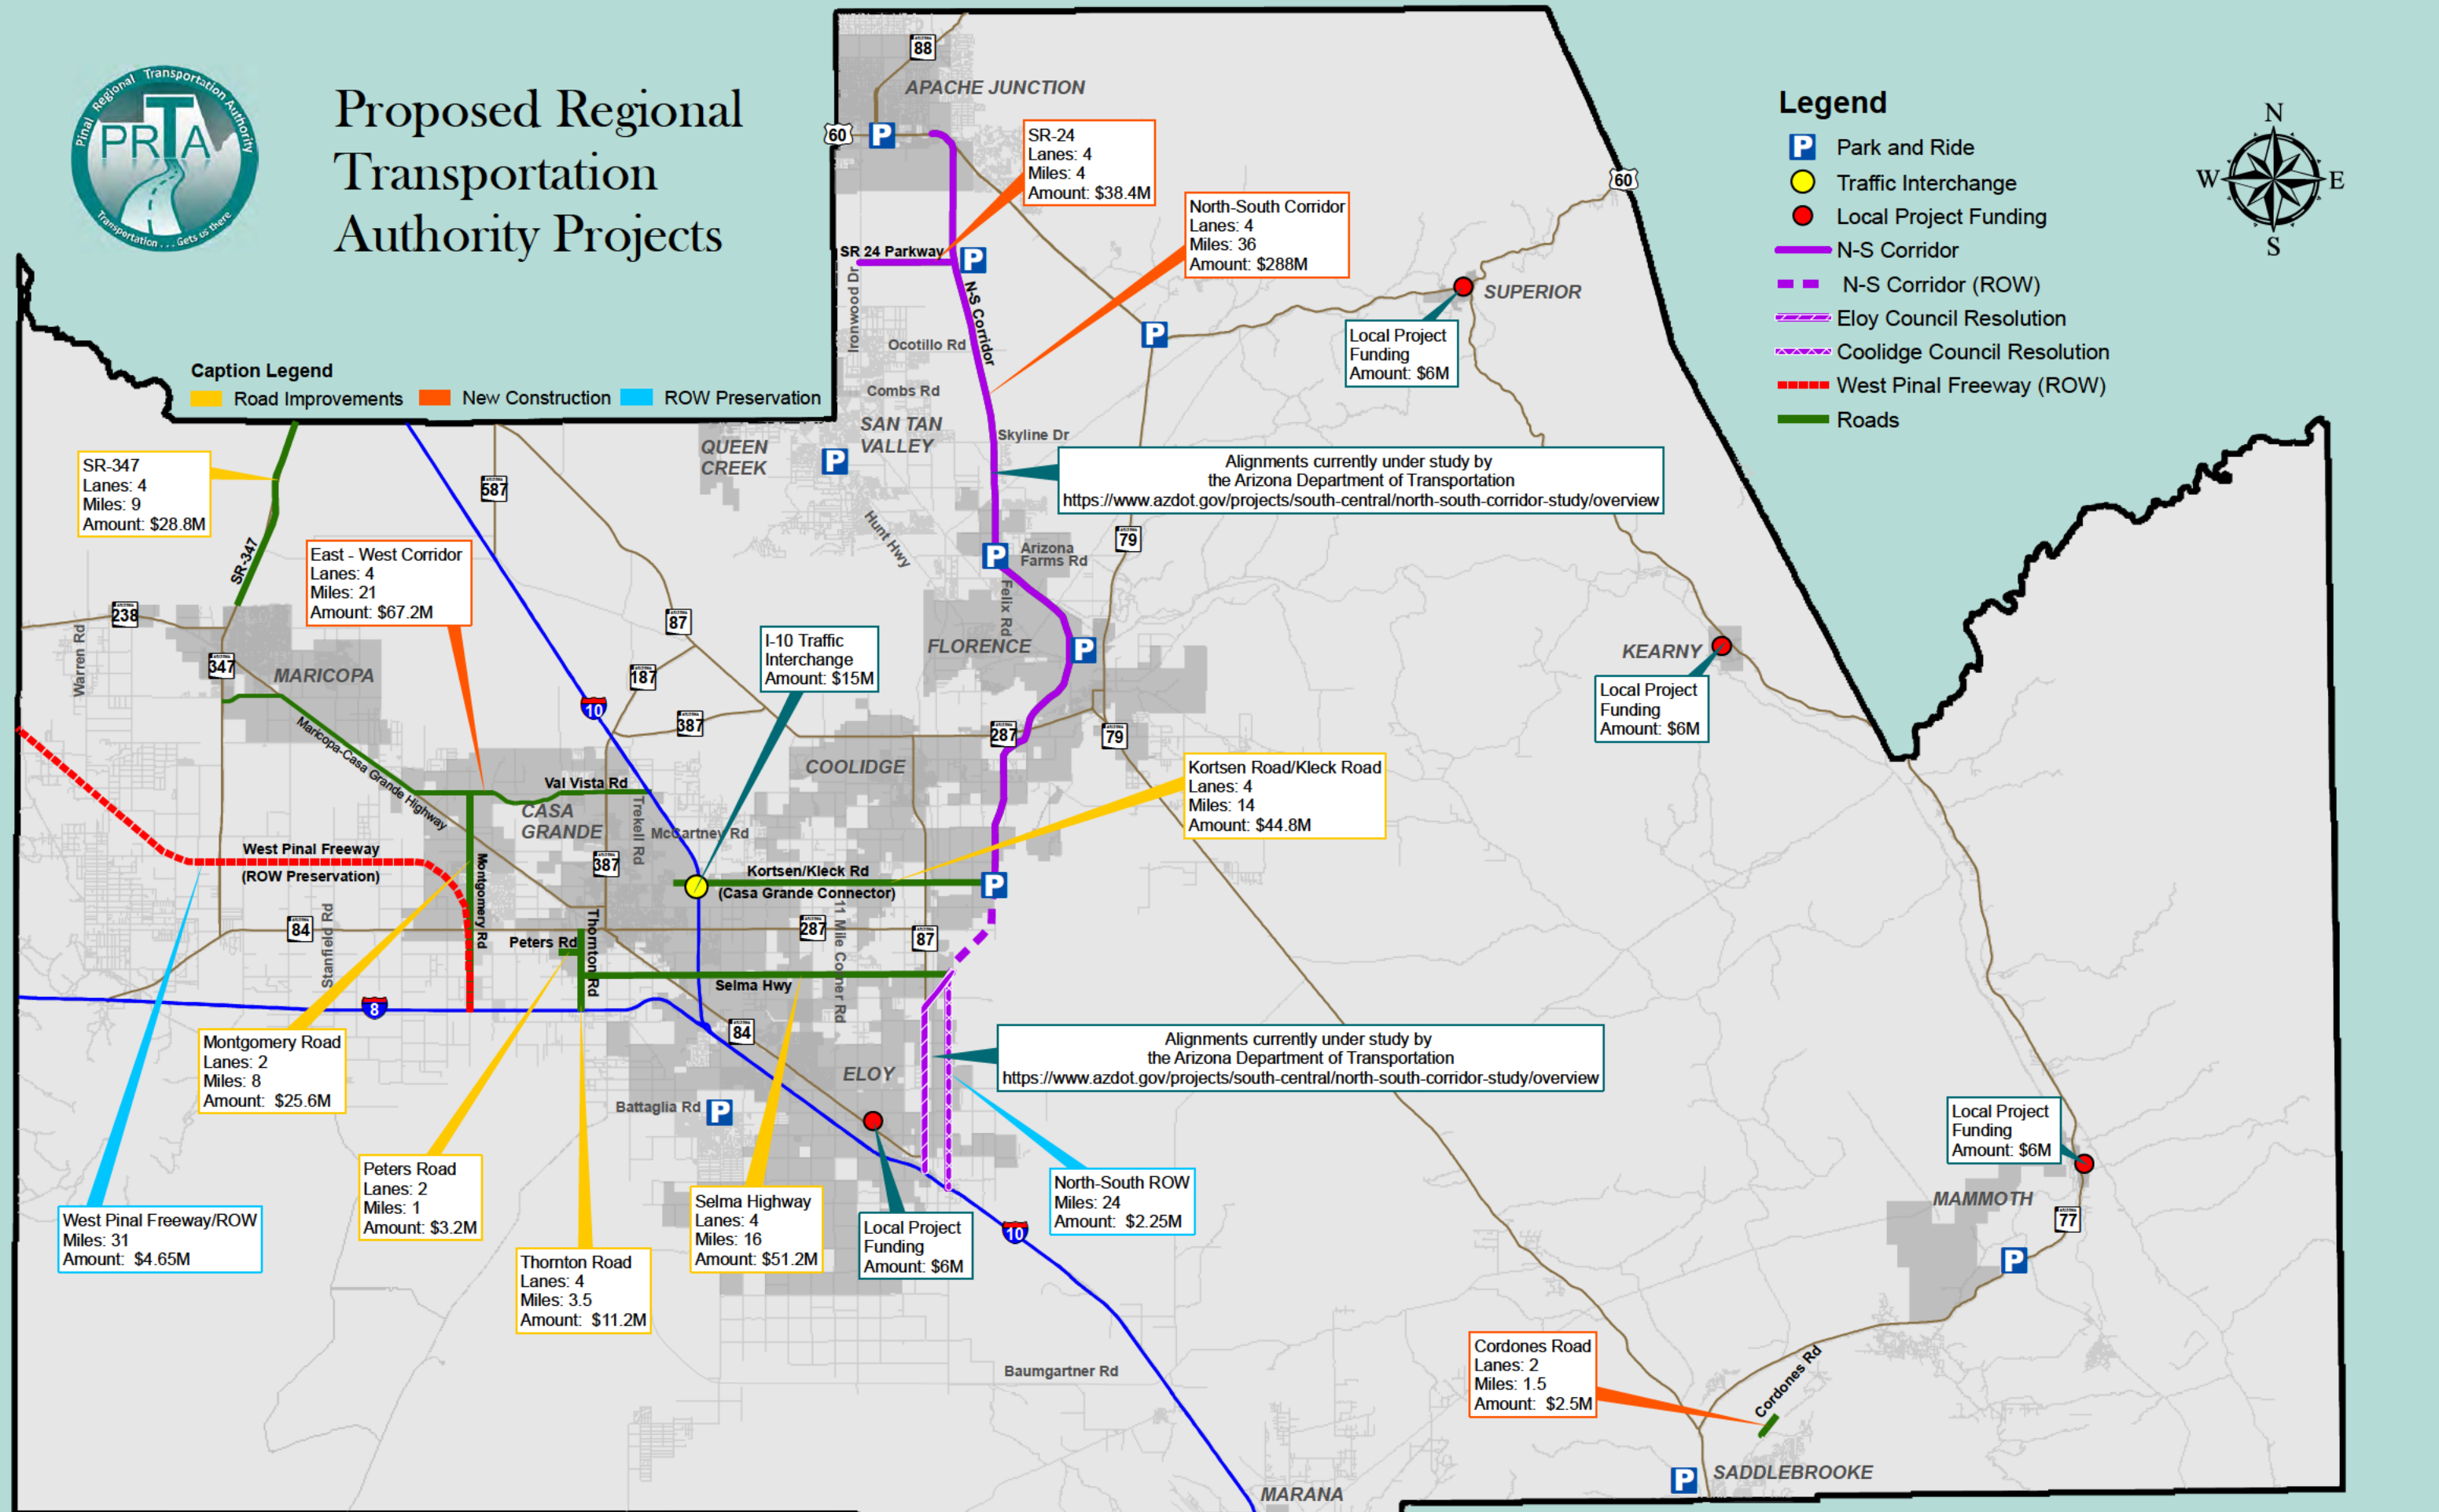 Pinal Regional Transportation Authority
PRTA
Transportation . . . Gets us there
Proposed Regional
Transportation
Authority Projects
Legend
P Park and Ride
Traffic Interchange
Local Project Funding
N-S Corridor
N-S Corridor (ROW)
Eloy Council Resolution
Coolidge Council Resolution
West Pinal Freeway (ROW)
Roads
N
W E
S
Caption Legend
Road Improvements New Construction ROW Preservation
ARIZONA
88
APACHE JUNCTION
60
P
SR-24
Lanes: 4
Miles: 4
Amount: $38.4M
60
North-South Corridor
Lanes: 4
Miles: 36
Amount: $288M
SR 24 Parkway
P
Ironwood Dr
N-S Corridor
SUPERIOR
Local Project
Funding
Amount: $6M
P
Ocotillo Rd
Combs Rd
SAN TAN
VALLEY
QUEEN
CREEK
P
Skyline Dr
Alignments currently under study by
the Arizona Department of Transportation
https://www.azdot.gov/projects/south-central/north-south-corridor-study/overview
SR-347
Lanes: 4
Miles: 9
Amount: $28.8M
SR-347
ARIZONA
587
Hunt Hwy
P
Arizona
Farms Rd
ARIZONA
79
Felix Rd
East - West Corridor
Lanes: 4
Miles: 21
Amount: $67.2M
ARIZONA
238
Warren Rd
ARIZONA
347
MARICOPA
ARIZONA
87
ARIZONA
187
10
ARIZONA
387
I-10 Traffic
Interchange
Amount: $15M
FLORENCE
P
KEARNY
Local Project
Funding
Amount: $6M
Maricopa-Casa Grande Highway
ARIZONA
287
ARIZONA
79
COOLIDGE
Kortsen Road/Kleck Road
Lanes: 4
Miles: 14
Amount: $44.8M
Val Vista Rd
CASA
GRANDE
Trekell Rd
McCartney Rd
West Pinal Freeway
(ROW Preservation)
Montgomery Rd
ARIZONA
387
Kortsen/Kleck Rd
(Casa Grande Connector)
P
ARIZONA
84
Stanfield Rd
Peters Rd
Thornton Rd
ARIZONA
287
11 Mile Corner Rd
ARIZONA
87
Selma Hwy
8
ARIZONA
84
Alignments currently under study by
the Arizona Department of Transportation
https://www.azdot.gov/projects/south-central/north-south-corridor-study/overview
Montgomery Road
Lanes: 2
Miles: 8
Amount: $25.6M
ELOY
Battaglia Rd
P
Local Project
Funding
Amount: $6M
Peters Road
Lanes: 2
Miles: 1
Amount: $3.2M
North-South ROW
Miles: 24
Amount: $2.25M
MAMMOTH
ARIZONA
77
P
West Pinal Freeway/ROW
Miles: 31
Amount: $4.65M
Selma Highway
Lanes: 4
Miles: 16
Amount: $51.2M
Local Project
Funding
Amount: $6M
10
Thornton Road
Lanes: 4
Miles: 3.5
Amount: $11.2M
Baumgartner Rd
Cordones Road
Lanes: 2
Miles: 1.5
Amount: $2.5M
Cordones Rd
P
SADDLEBROOKE
MARANA